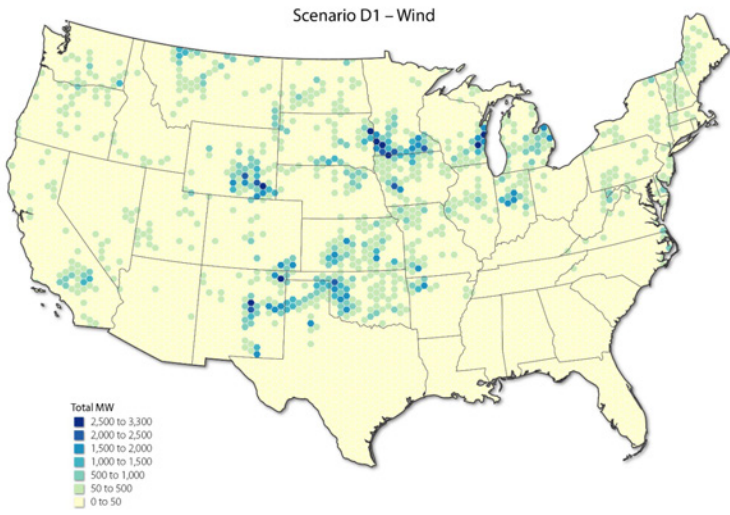 Scenario D1 – Wind
Total MW
2,500 to 3,300
2,000 to 2,500
1,500 to 2,000
1,000 to 1,500
500 to 1,000
50 to 500
0 to 50